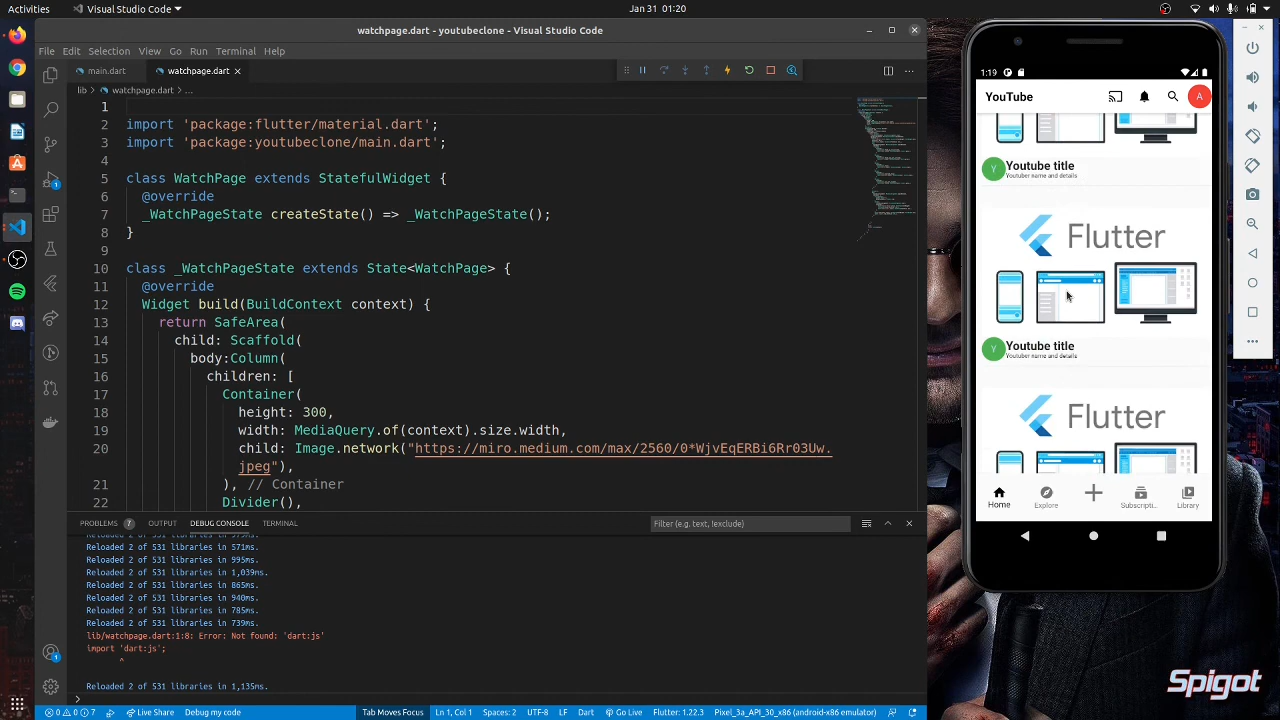 Activities
Visual Studio Code
Jan 31 01:20
watchpage.dart - youtubeclone - Visual Studio Code
File Edit Selection View Go Run Terminal Help
main.dart
watchpage.dart
lib > watchpage.dart > ...
1
2 import 'package:flutter/material.dart';
3 import 'package:youtubeclone/main.dart';
4
5 class WatchPage extends StatefulWidget {
6 @override
7 _WatchPageState createState() => _WatchPageState();
8 }
9
10 class _WatchPageState extends State<WatchPage> {
11 @override
12 Widget build(BuildContext context) {
13 return SafeArea(
14 child: Scaffold(
15 body:Column(
16 children: [
17 Container(
18 height: 300,
19 width: MediaQuery.of(context).size.width,
20 child: Image.network("https://miro.medium.com/max/2560/0*WjvEqERBi6Rr03Uw.
jpeg"),
21 ), // Container
22 Divider(),
PROBLEMS 7 OUTPUT DEBUG CONSOLE TERMINAL
Filter (e.g. text, !exclude)
Reloaded 2 of 531 libraries in 571ms.
Reloaded 2 of 531 libraries in 995ms.
Reloaded 2 of 531 libraries in 1,039ms.
Reloaded 2 of 531 libraries in 865ms.
Reloaded 2 of 531 libraries in 940ms.
Reloaded 2 of 531 libraries in 785ms.
Reloaded 2 of 531 libraries in 739ms.
lib/watchpage.dart:1:8: Error: Not found: 'dart:js'
import 'dart:js';
^
Reloaded 2 of 531 libraries in 1,135ms.
>
0 0 7 Live Share Debug my code Tab Moves Focus Ln 1, Col 1 Spaces: 2 UTF-8 LF Dart Go Live Flutter: 1.22.3 Pixel_3a_API_30_x86 (android-x86 emulator)
1:19
YouTube
A
Y Youtube title
Youtuber name and details
Flutter
Y Youtube title
Youtuber name and details
Flutter
Home Explore Subscripti... Library
Spigot